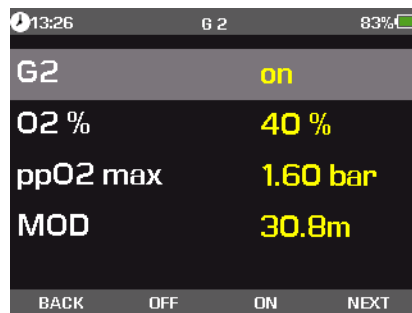 13:26 G 2 83%
G2 on
O2 % 40 %
ppO2 max 1.60 bar
MOD 30.8m
BACK OFF ON NEXT